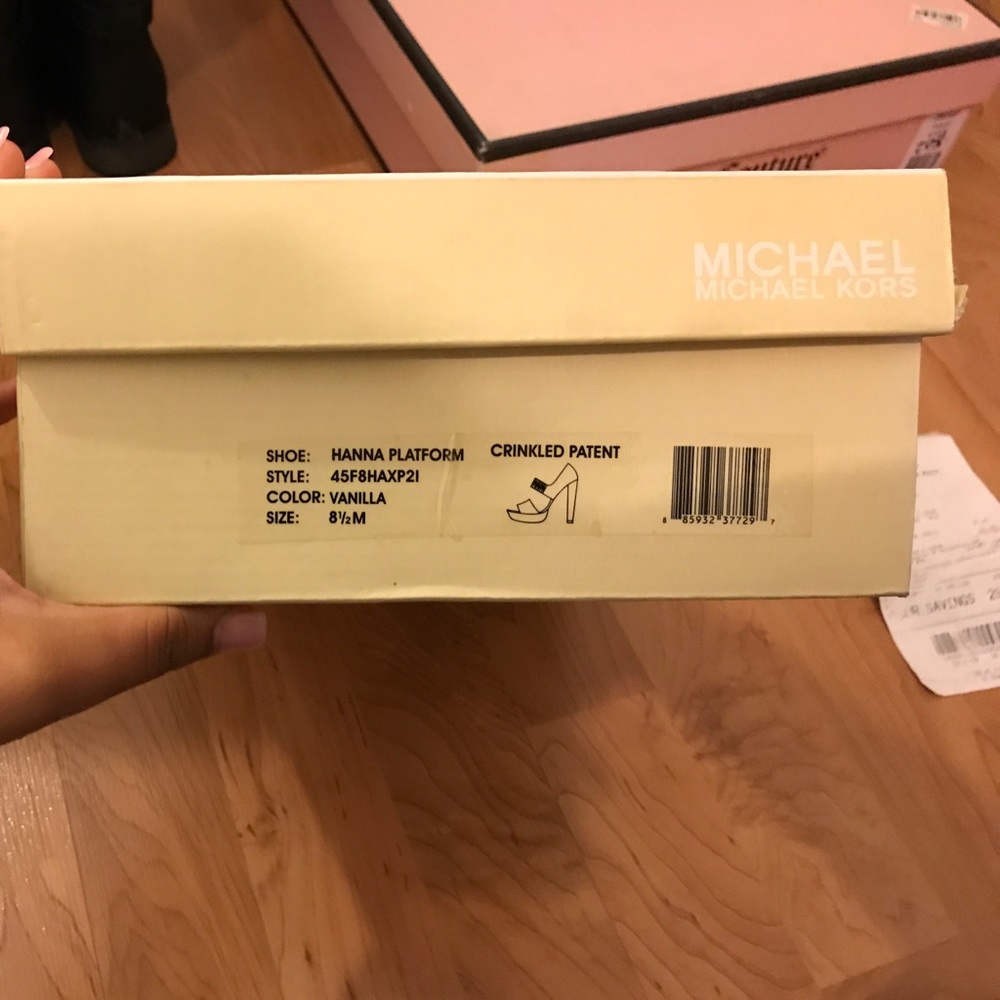 Couture
MICHAEL
MICHAEL KORS
SHOE: HANNA PLATFORM
STYLE: 45F8HAXP2I
COLOR: VANILLA
SIZE: 8½M
CRINKLED PATENT
8 85932 37729 7
SAVINGS